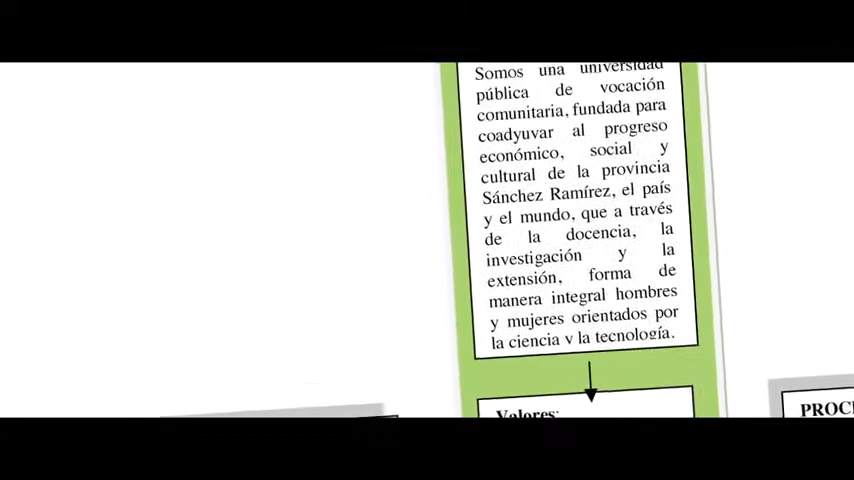 Somos una universidad
pública de vocación
comunitaria, fundada para
coadyuvar al progreso
económico, social y
cultural de la provincia
Sánchez Ramírez, el país
y el mundo, que a través
de la docencia, la
investigación y la
extensión, forma de
manera integral hombres
y mujeres orientados por
la ciencia y la tecnología.
Valores:
PROC